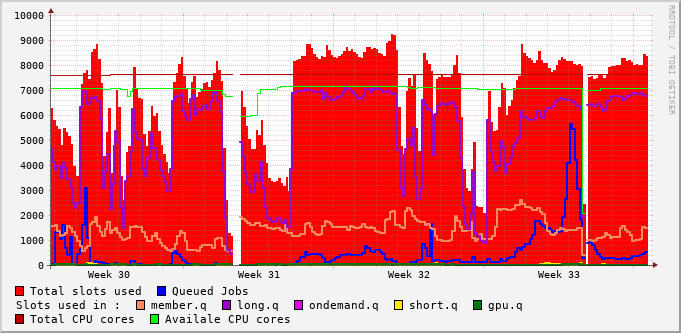 10000
9000
8000
7000
6000
5000
4000
3000
2000
1000
0
Week 30 Week 31 Week 32 Week 33
RRDTOOL / TOBI OETIKER
Total slots used Queued Jobs
Slots used in : member.q long.q ondemand.q short.q gpu.q
Total CPU cores Availale CPU cores